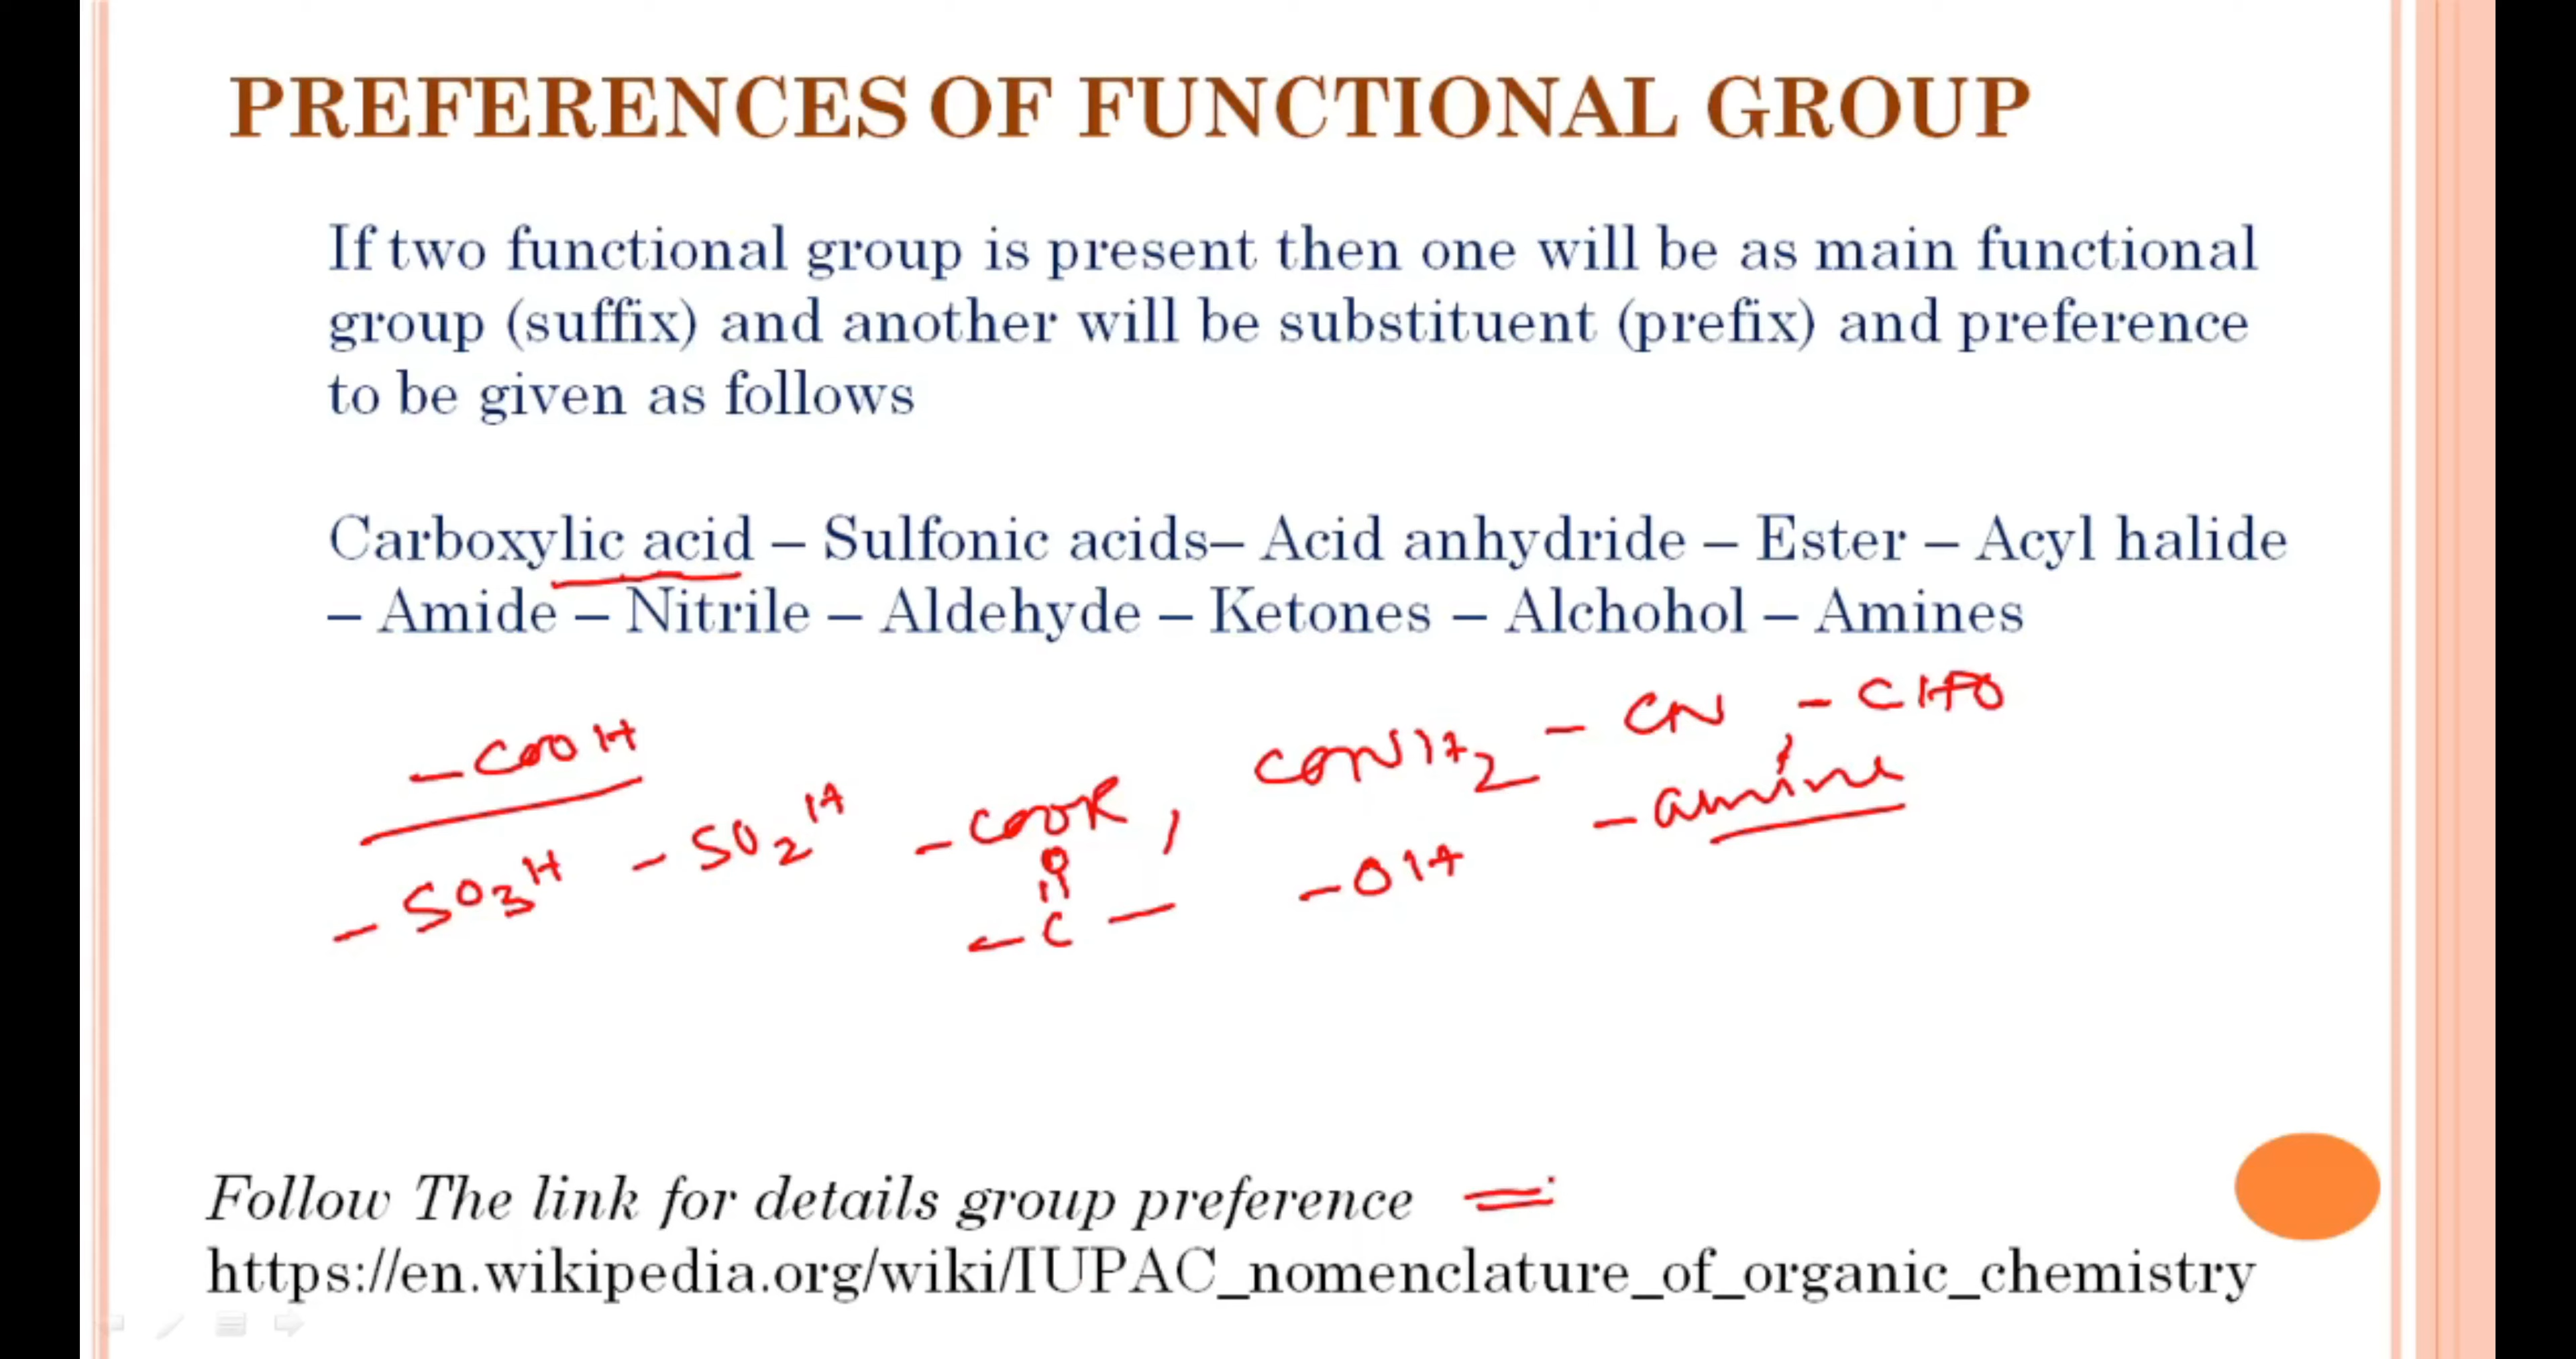 PREFERENCES OF FUNCTIONAL GROUP
If two functional group is present then one will be as main functional
group (suffix) and another will be substituent (prefix) and preference
to be given as follows
Carboxylic acid – Sulfonic acids– Acid anhydride – Ester – Acyl halide
– Amide – Nitrile – Aldehyde – Ketones – Alchohol – Amines
-COOH
-SO3H -SO2H -COOR, CONH2 -CN -CHO
O
-C- -OH -amine
Follow The link for details group preference
https://en.wikipedia.org/wiki/IUPAC_nomenclature_of_organic_chemistry